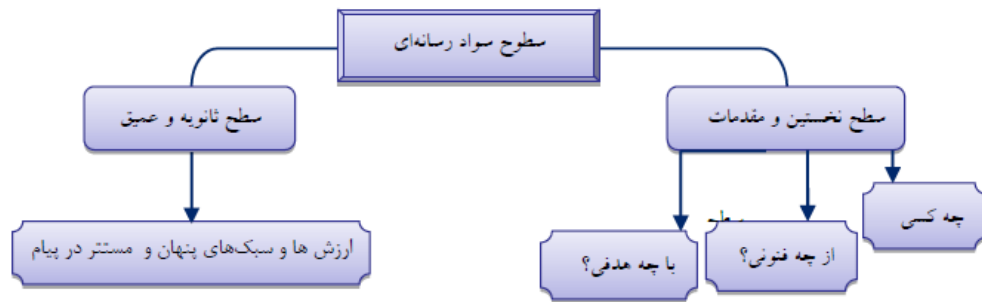 سطوح سواد رسانه‌ای
سطح نخستین و مقدمات
سطح ثانویه و عمیق
چه کسی
سطح
از چه فنونی؟
با چه هدفی؟
ارزش ها و سبک‌های پنهان و مستتر در پیام